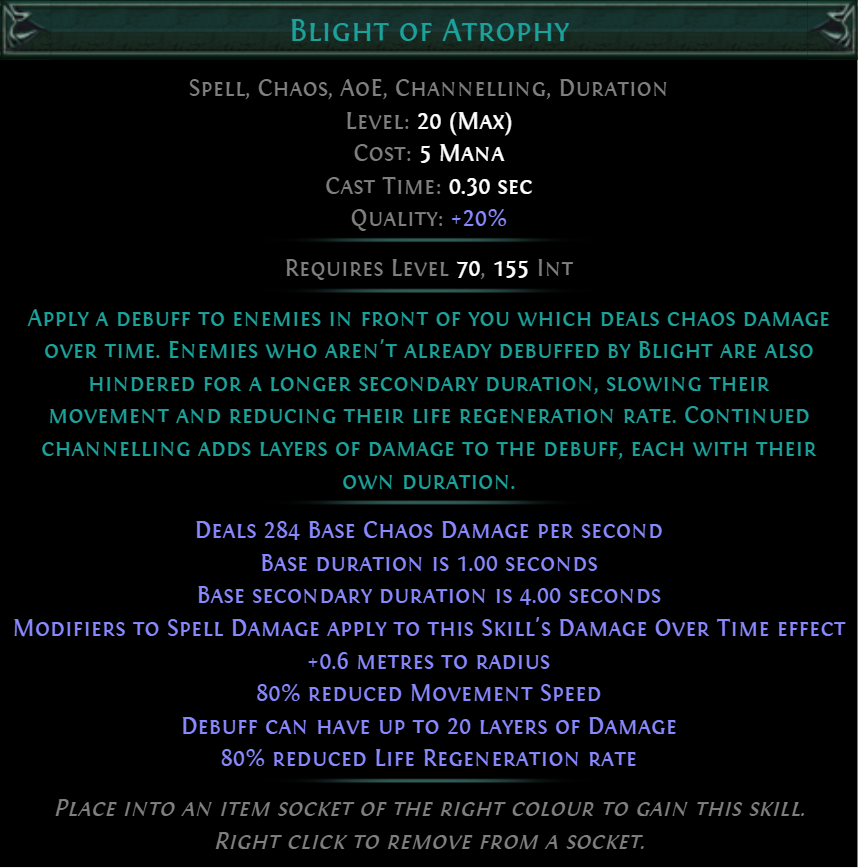 Blight of Atrophy
Spell, Chaos, AoE, Channelling, Duration
Level: 20 (Max)
Cost: 5 Mana
Cast Time: 0.30 sec
Quality: +20%
Requires Level 70, 155 Int
Apply a debuff to enemies in front of you which deals chaos damage
over time. Enemies who aren't already debuffed by Blight are also
hindered for a longer secondary duration, slowing their
movement and reducing their life regeneration rate. Continued
channelling adds layers of damage to the debuff, each with their
own duration.
Deals 284 Base Chaos Damage per second
Base duration is 1.00 seconds
Base secondary duration is 4.00 seconds
Modifiers to Spell Damage apply to this Skill's Damage Over Time effect
+0.6 metres to radius
80% reduced Movement Speed
Debuff can have up to 20 layers of Damage
80% reduced Life Regeneration rate
Place into an item socket of the right colour to gain this skill.
Right click to remove from a socket.